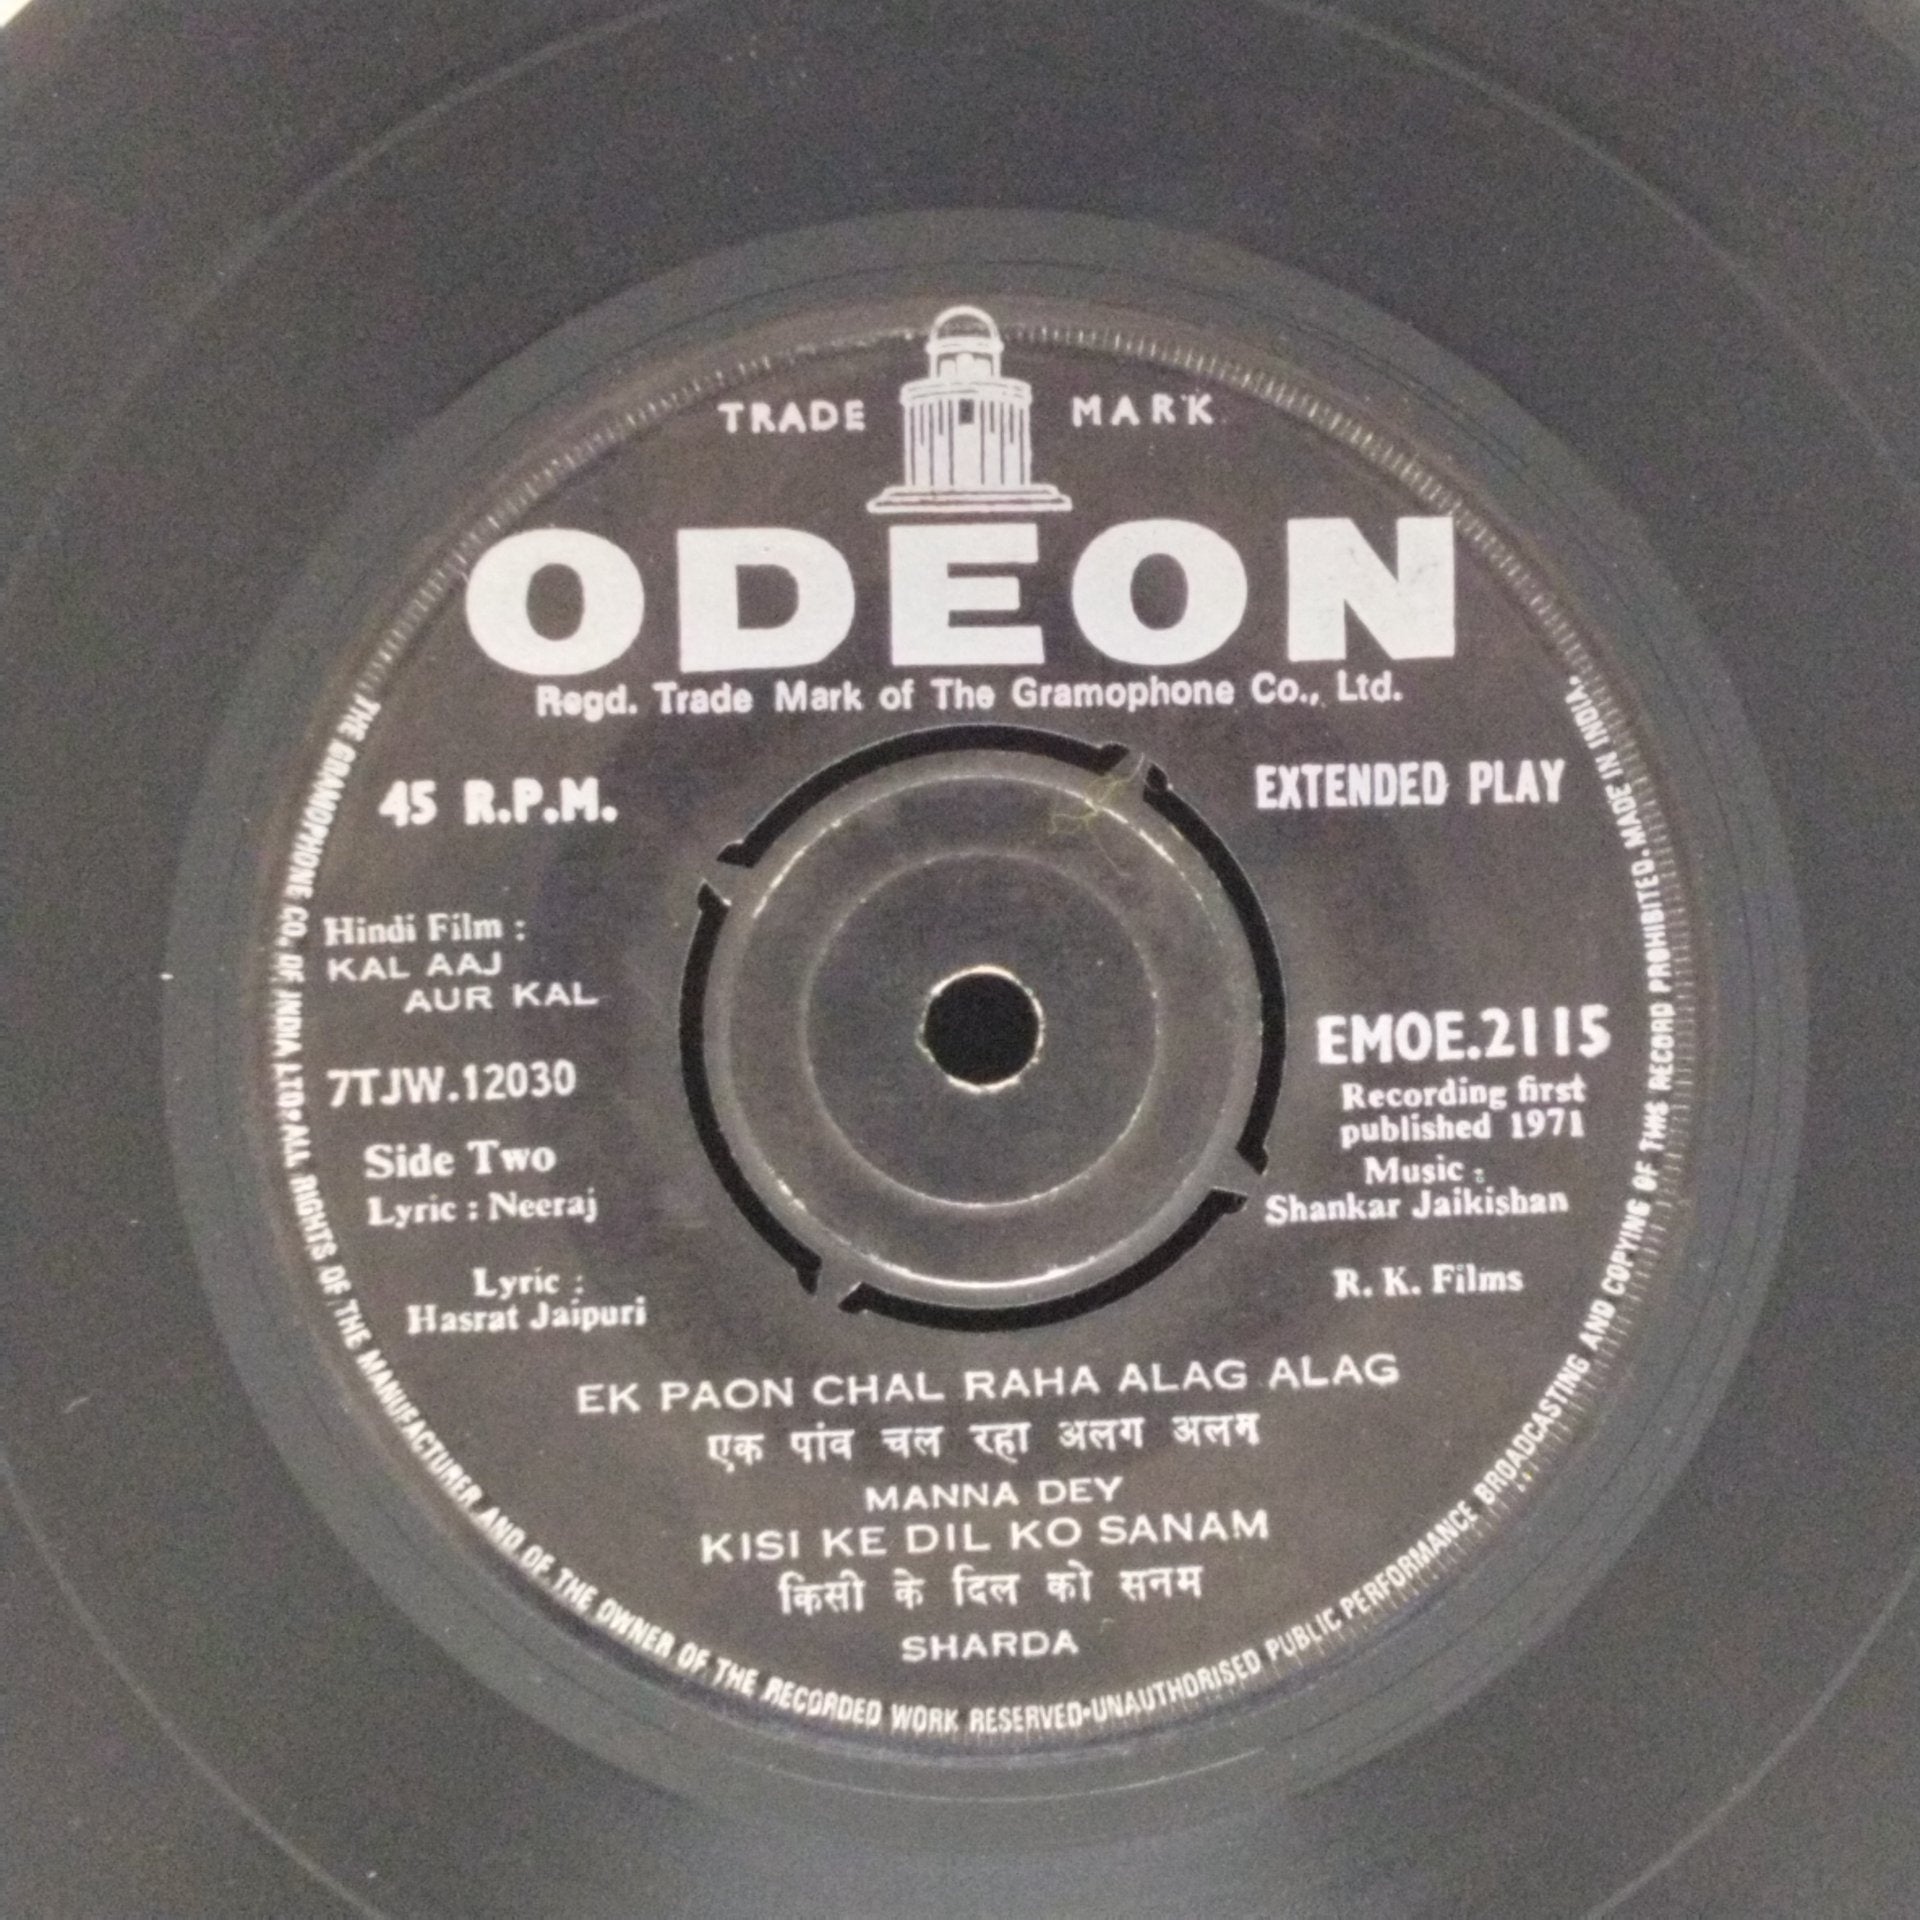 TRADE MARK
ODEON
Regd. Trade Mark of The Gramophone Co., Ltd.
45 R.P.M.
EXTENDED PLAY
Hindi Film :
KAL AAJ
AUR KAL
7TJW.12030
Side Two
Lyric : Neeraj
Lyric :
Hasrat Jaipuri
EMOE.2115
Recording first
published 1971
Music :
Shankar Jaikishan
R. K. Films
EK PAON CHAL RAHA ALAG ALAG
एक पांव चल रहा अलग अलग
MANNA DEY
KISI KE DIL KO SANAM
किसी के दिल को सनम
SHARDA
THE GRAMOPHONE CO. OF INDIA LTD. ALL RIGHTS OF THE MANUFACTURER AND OF THE OWNER OF THE RECORDED WORK RESERVED•UNAUTHORISED PUBLIC PERFORMANCE BROADCASTING AND COPYING OF THIS RECORD PROHIBITED. MADE IN INDIA.